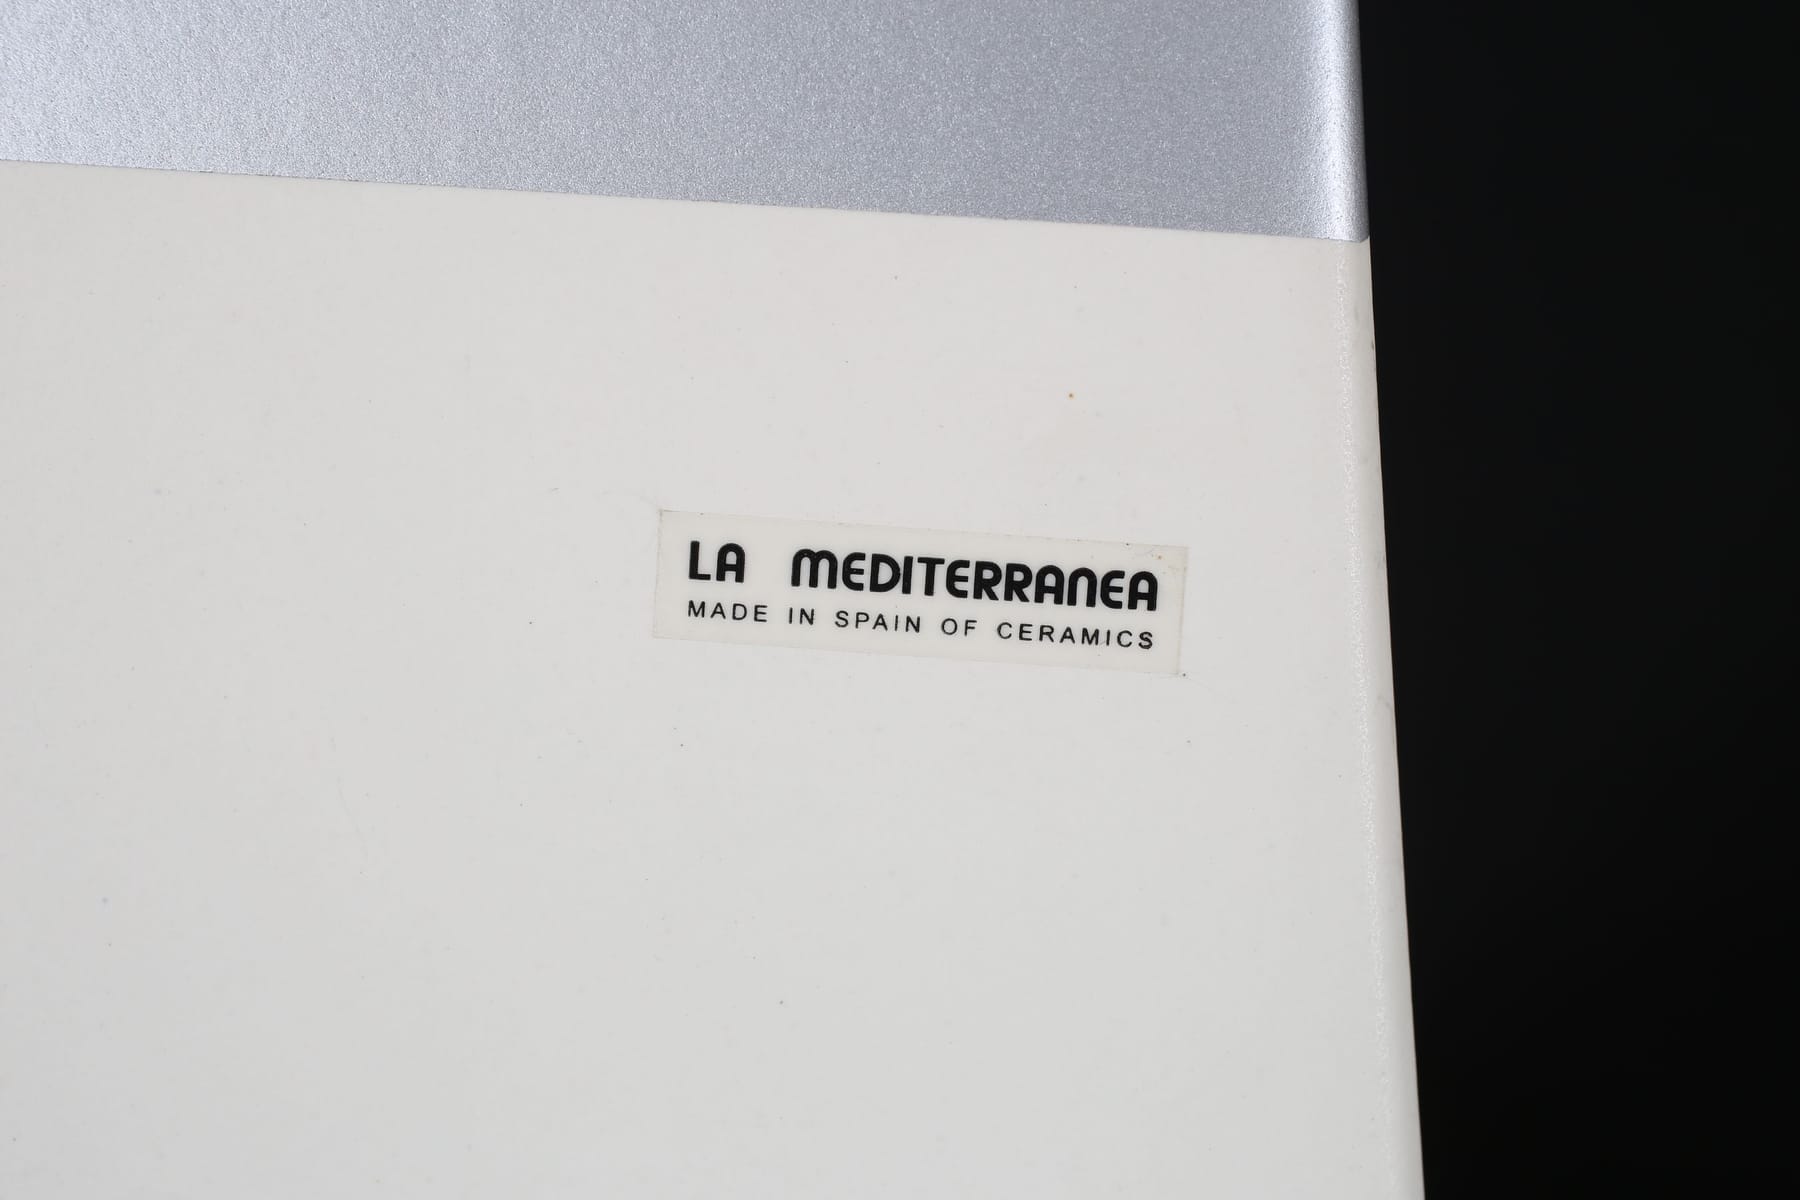 LA MEDITERRANEA
MADE IN SPAIN OF CERAMICS